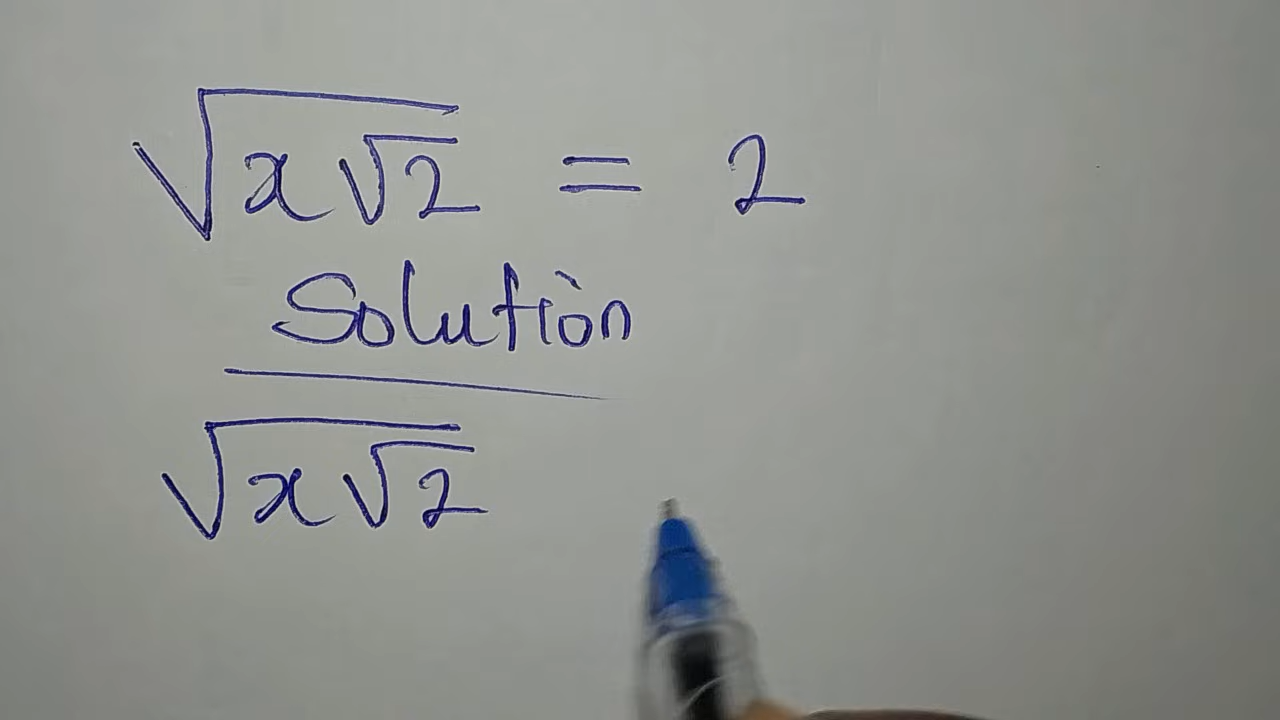 √(x√2) = 2
Solution
√(x√2)